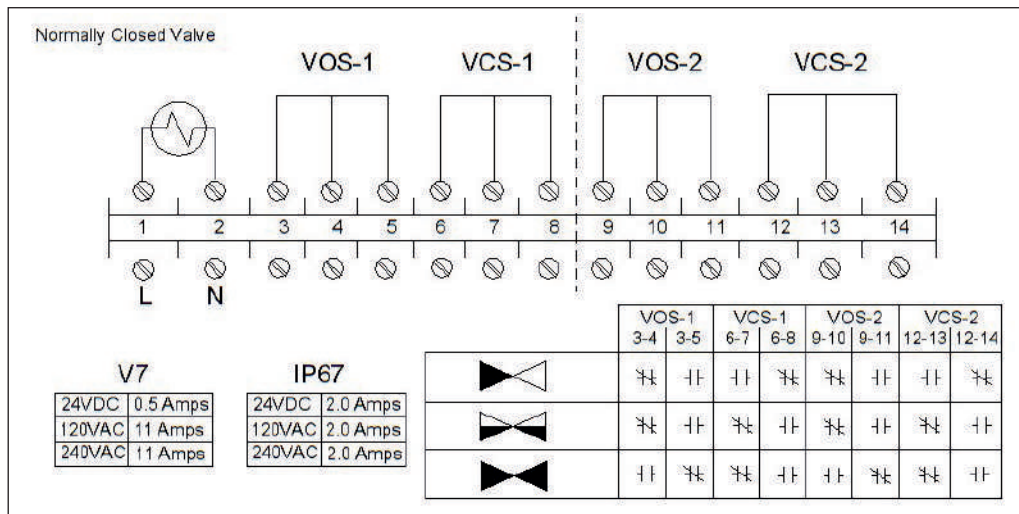 Normally Closed Valve
VOS-1 VCS-1 VOS-2 VCS-2
1 2 3 4 5 6 7 8 9 10 11 12 13 14
L N
VOS-1 VCS-1 VOS-2 VCS-2
3-4 3-5 6-7 6-8 9-10 9-11 12-13 12-14
V7
24VDC 0.5 Amps
120VAC 11 Amps
240VAC 11 Amps
IP67
24VDC 2.0 Amps
120VAC 2.0 Amps
240VAC 2.0 Amps